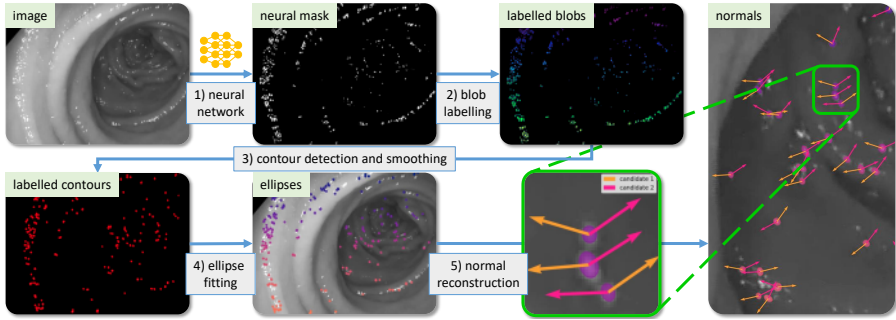 image
neural mask
labelled blobs
normals
1) neural
network
2) blob
labelling
3) contour detection and smoothing
labelled contours
ellipses
candidate 1
candidate 2
4) ellipse
fitting
5) normal
reconstruction